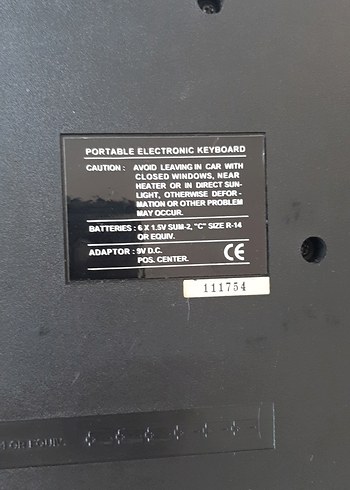 PORTABLE ELECTRONIC KEYBOARD
CAUTION : AVOID LEAVING IN CAR WITH
CLOSED WINDOWS, NEAR
HEATER OR IN DIRECT SUN-
LIGHT, OTHERWISE DEFOR -
MATION OR OTHER PROBLEM
MAY OCCUR.
BATTERIES : 6 X 1.5V SUM-2, "C" SIZE R-14
OR EQUIV.
ADAPTOR : 9V D.C.
POS. CENTER.
CE
111754
OR EQUIV.